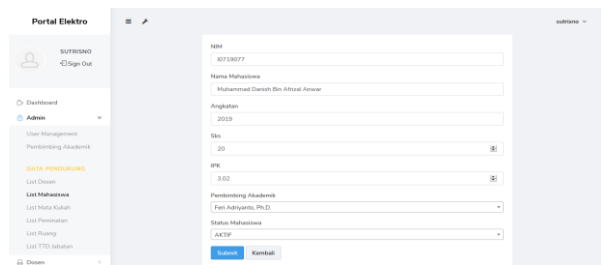 Portal Elektro
sutrisno
SUTRISNO
Sign Out
Dashboard
Admin
User Management
Pembimbing Akademik
DATA PENDUKUNG
List Dosen
List Mahasiswa
List Mata Kuliah
List Peminatan
List Ruang
List TTD Jabatan
Dosen
NIM
I0719077
Nama Mahasiswa
Muhammad Danish Bin Afrizal Anwar
Angkatan
2019
Sks
20
IPK
3.02
Pembimbing Akademik
Feri Adriyanto, Ph.D.
Status Mahasiswa
AKTIF
Submit Kembali